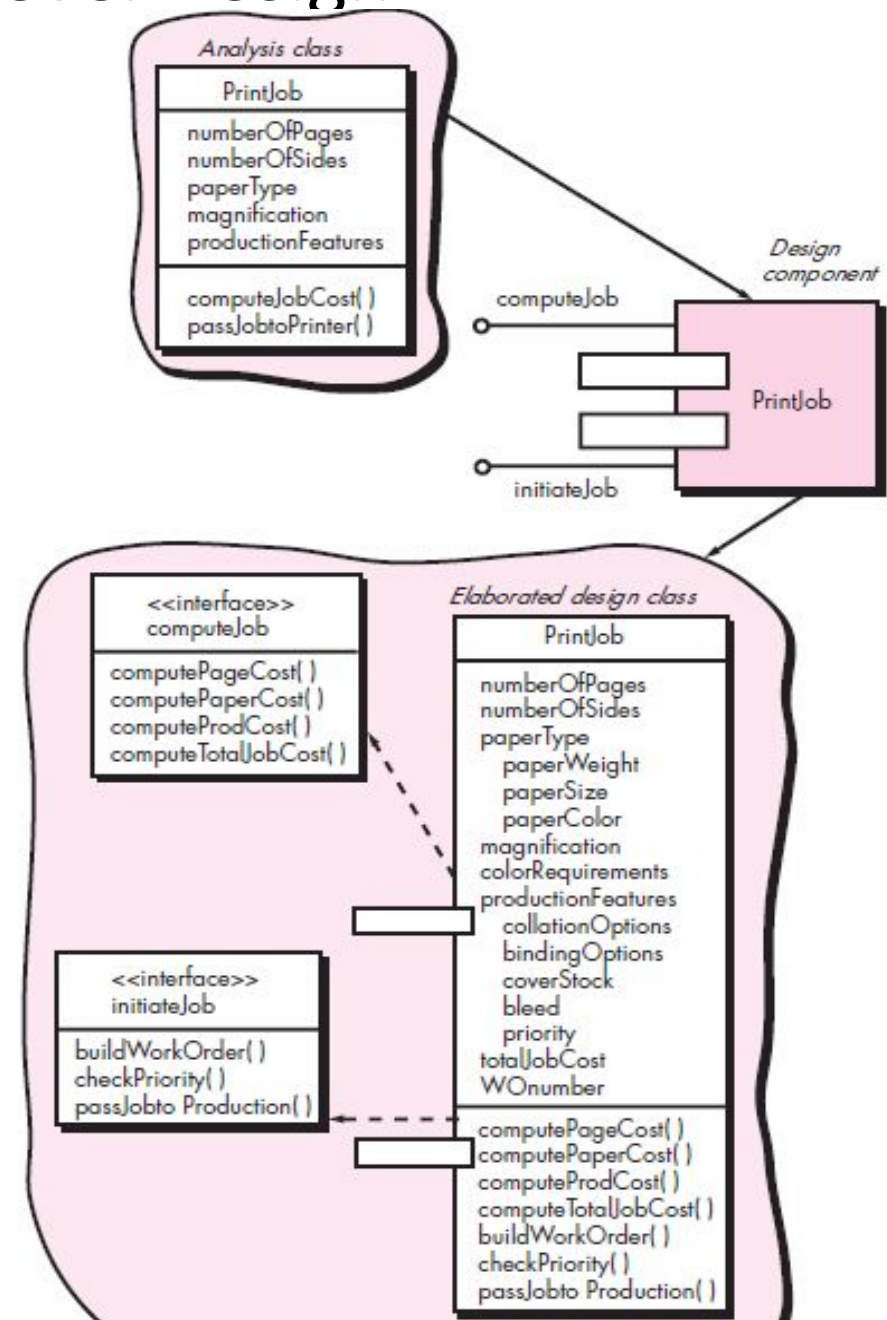 Analysis class
PrintJob
numberOfPages
numberOfSides
paperType
magnification
productionFeatures
computeJobCost( )
passJobtoPrinter( )
Design
component
computeJob
PrintJob
initiateJob
<<interface>>
computeJob
computePageCost( )
computePaperCost( )
computeProdCost( )
computeTotalJobCost( )
<<interface>>
initiateJob
buildWorkOrder( )
checkPriority( )
passJobto Production( )
Elaborated design class
PrintJob
numberOfPages
numberOfSides
paperType
paperWeight
paperSize
paperColor
magnification
colorRequirements
productionFeatures
collationOptions
bindingOptions
coverStock
bleed
priority
totalJobCost
WOnumber
computePageCost( )
computePaperCost( )
computeProdCost( )
computeTotalJobCost( )
buildWorkOrder( )
checkPriority( )
passJobto Production( )